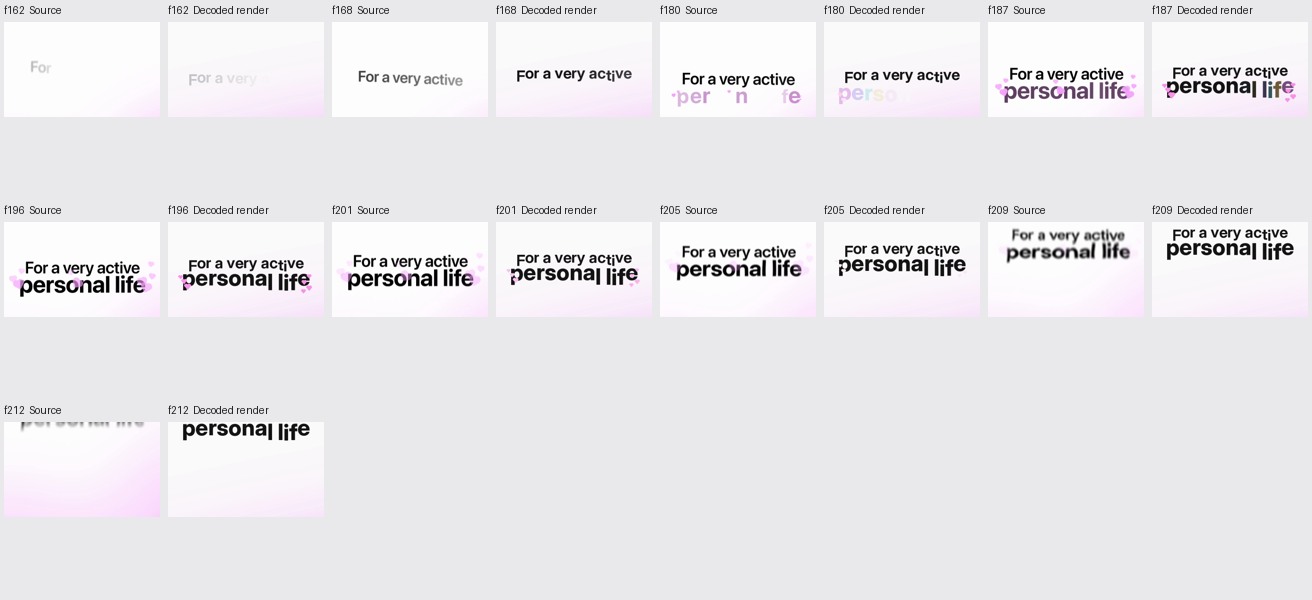 f162 Source
f162 Decoded render
f168 Source
f168 Decoded render
f180 Source
f180 Decoded render
f187 Source
f187 Decoded render
For
For a very
For a very active
For a very active
For a very active
per n fe
For a very active
perso
For a very active
personal life
For a very active
personal life
f196 Source
f196 Decoded render
f201 Source
f201 Decoded render
f205 Source
f205 Decoded render
f209 Source
f209 Decoded render
For a very active
personal life
For a very active
personal life
For a very active
personal life
For a very active
personal life
For a very active
personal life
For a very active
personal life
For a very active
personal life
For a very active
personal life
f212 Source
f212 Decoded render
personal life
personal life